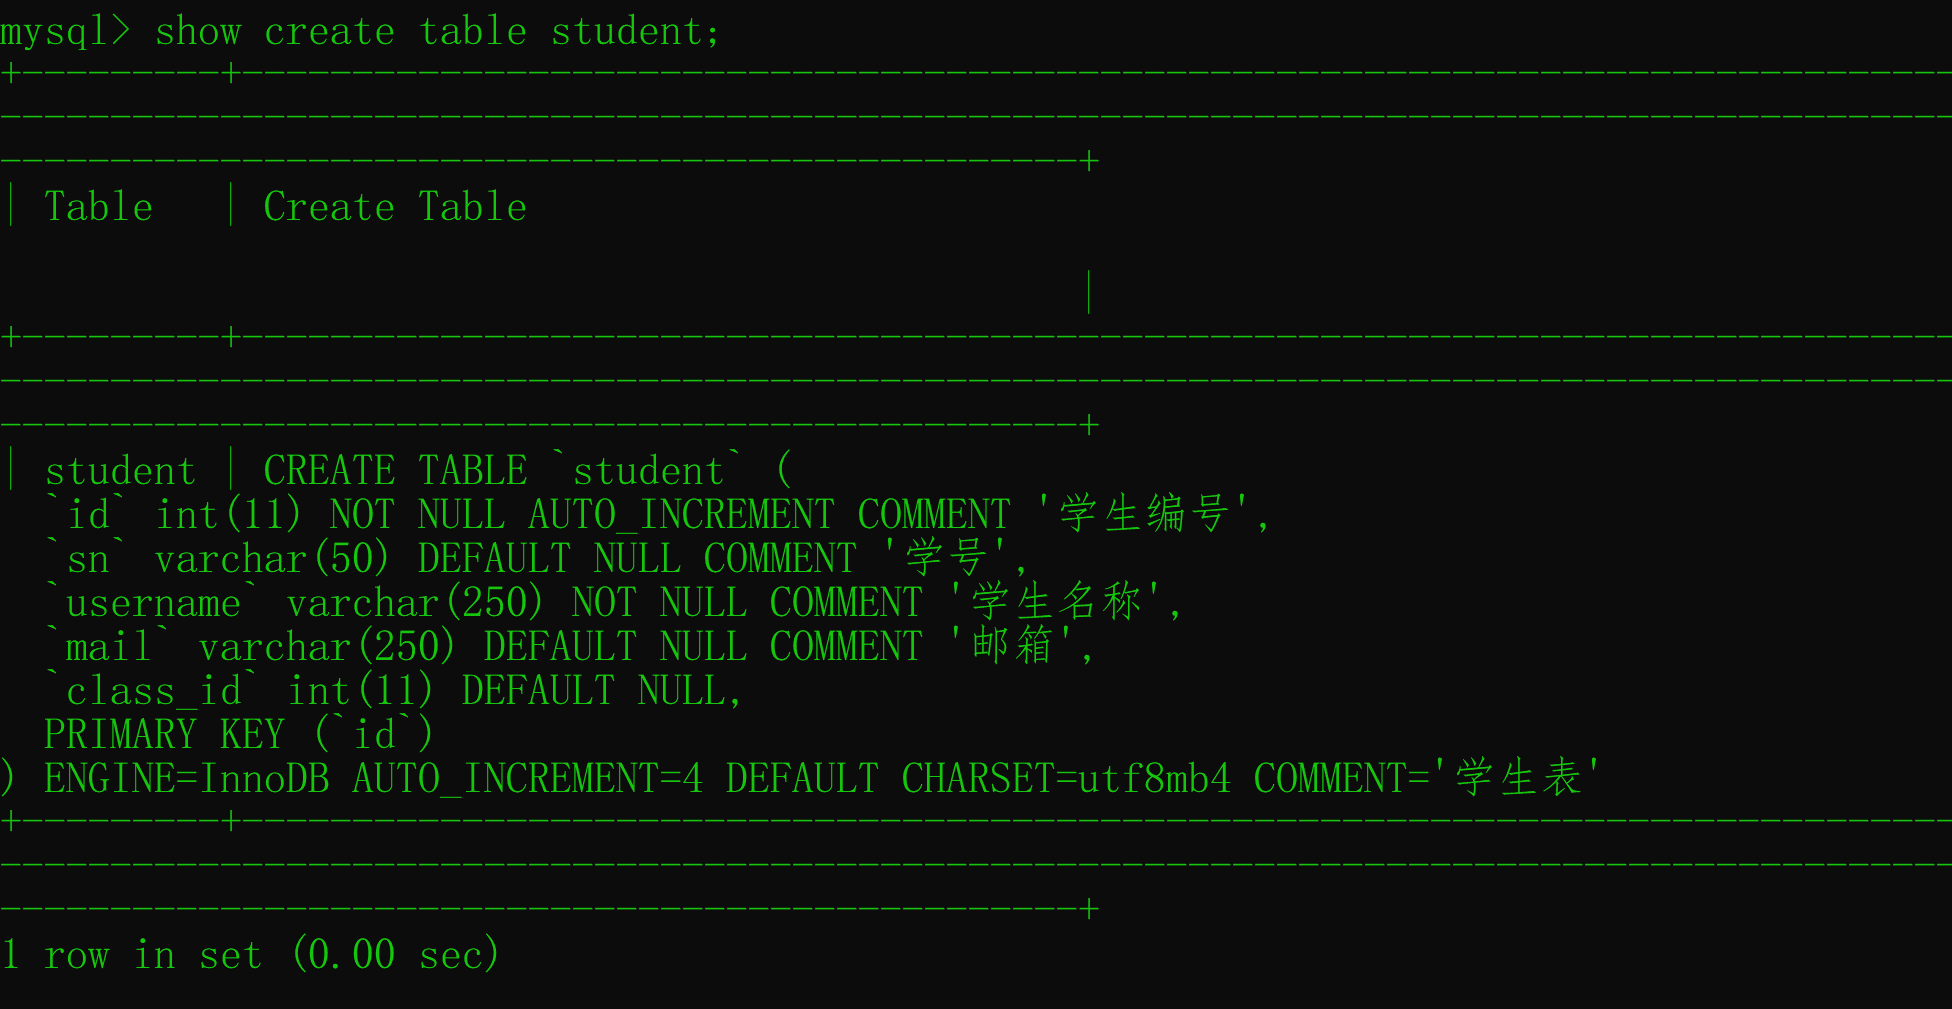 mysql> show create table student;
+---------+------------------------------------------------------------------------------
-----------------------------------------------------------------------------------------
-------------------------------------------------+
| Table   | Create Table
|
+---------+------------------------------------------------------------------------------
-----------------------------------------------------------------------------------------
-------------------------------------------------+
| student | CREATE TABLE `student` (
  `id` int(11) NOT NULL AUTO_INCREMENT COMMENT '学生编号',
  `sn` varchar(50) DEFAULT NULL COMMENT '学号',
  `username` varchar(250) NOT NULL COMMENT '学生名称',
  `mail` varchar(250) DEFAULT NULL COMMENT '邮箱',
  `class_id` int(11) DEFAULT NULL,
  PRIMARY KEY (`id`)
) ENGINE=InnoDB AUTO_INCREMENT=4 DEFAULT CHARSET=utf8mb4 COMMENT='学生表'
+---------+------------------------------------------------------------------------------
-----------------------------------------------------------------------------------------
-------------------------------------------------+
1 row in set (0.00 sec)